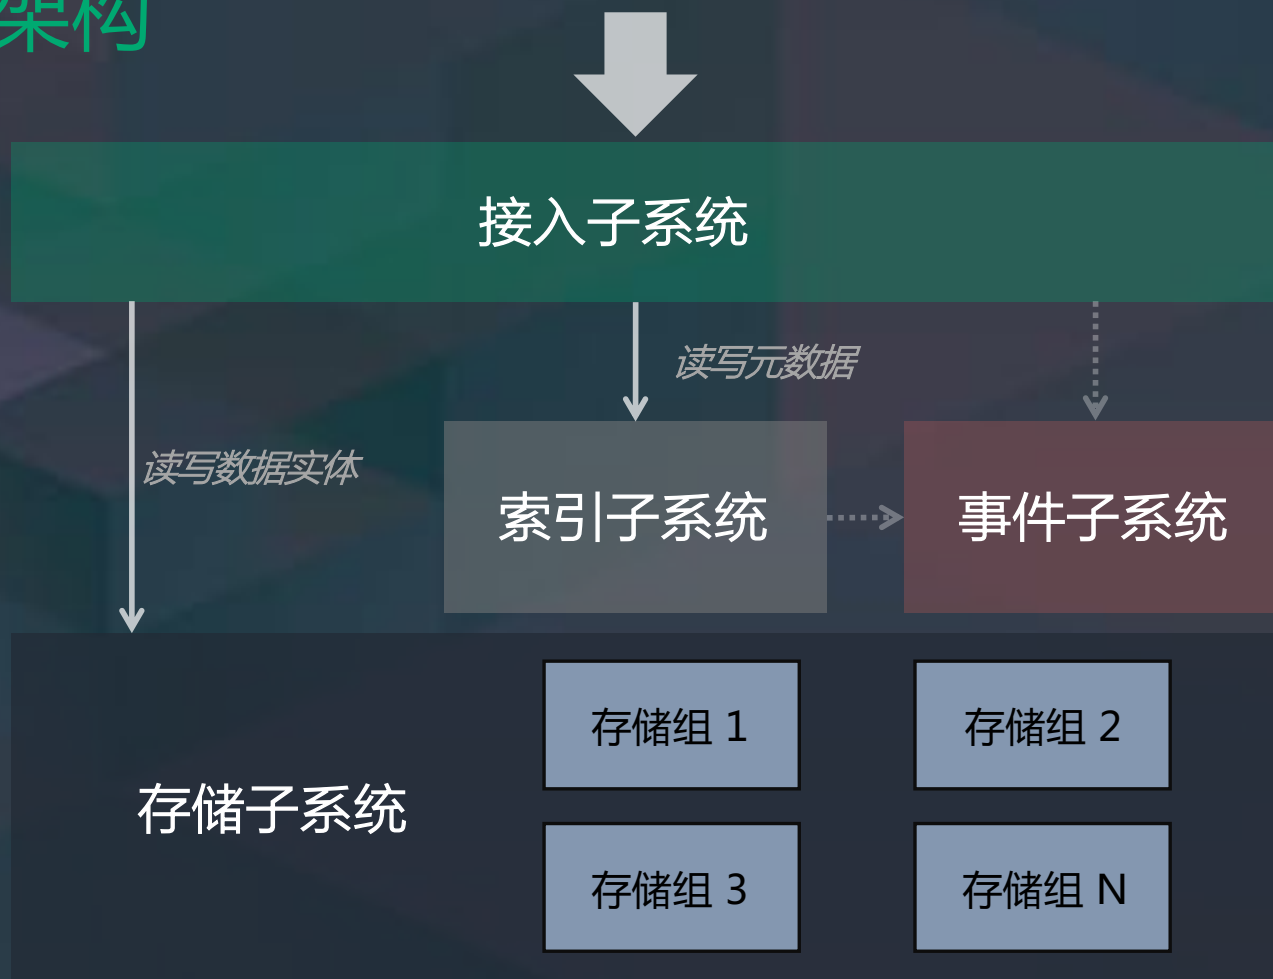 架构
接入子系统
读写元数据
读写数据实体
索引子系统
事件子系统
存储组 1
存储组 2
存储子系统
存储组 3
存储组 N